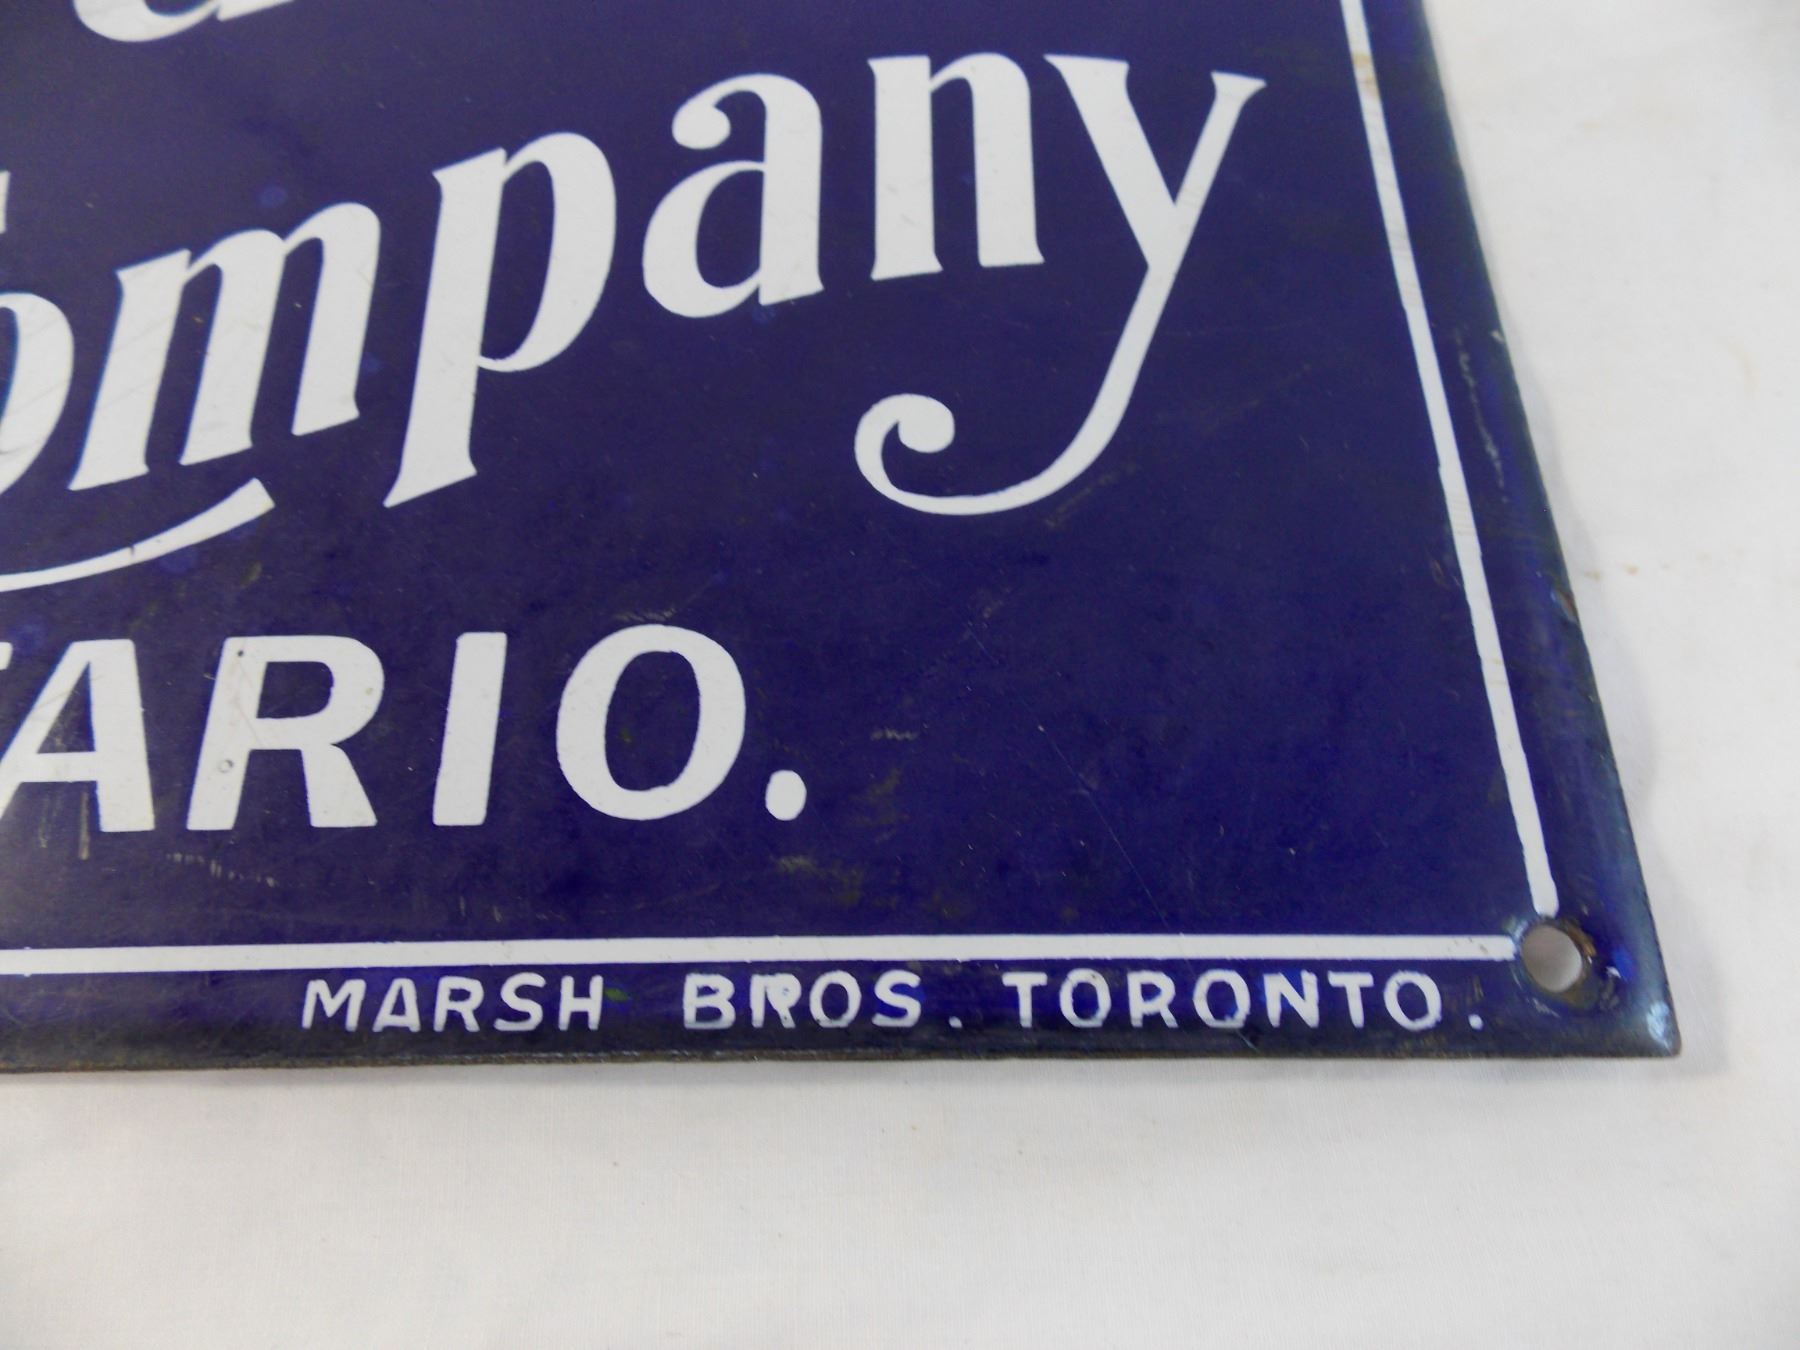 ompany
TARIO.
MARSH BROS. TORONTO.